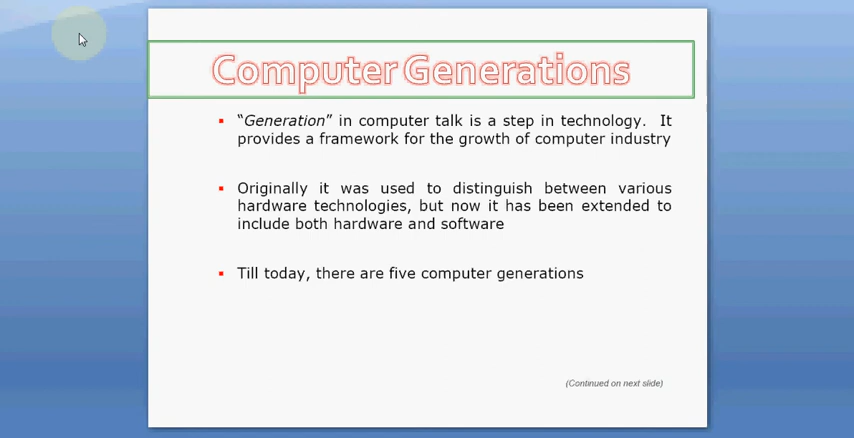 Computer Generations
▪ “Generation” in computer talk is a step in technology. It
provides a framework for the growth of computer industry
▪ Originally it was used to distinguish between various
hardware technologies, but now it has been extended to
include both hardware and software
▪ Till today, there are five computer generations
(Continued on next slide)